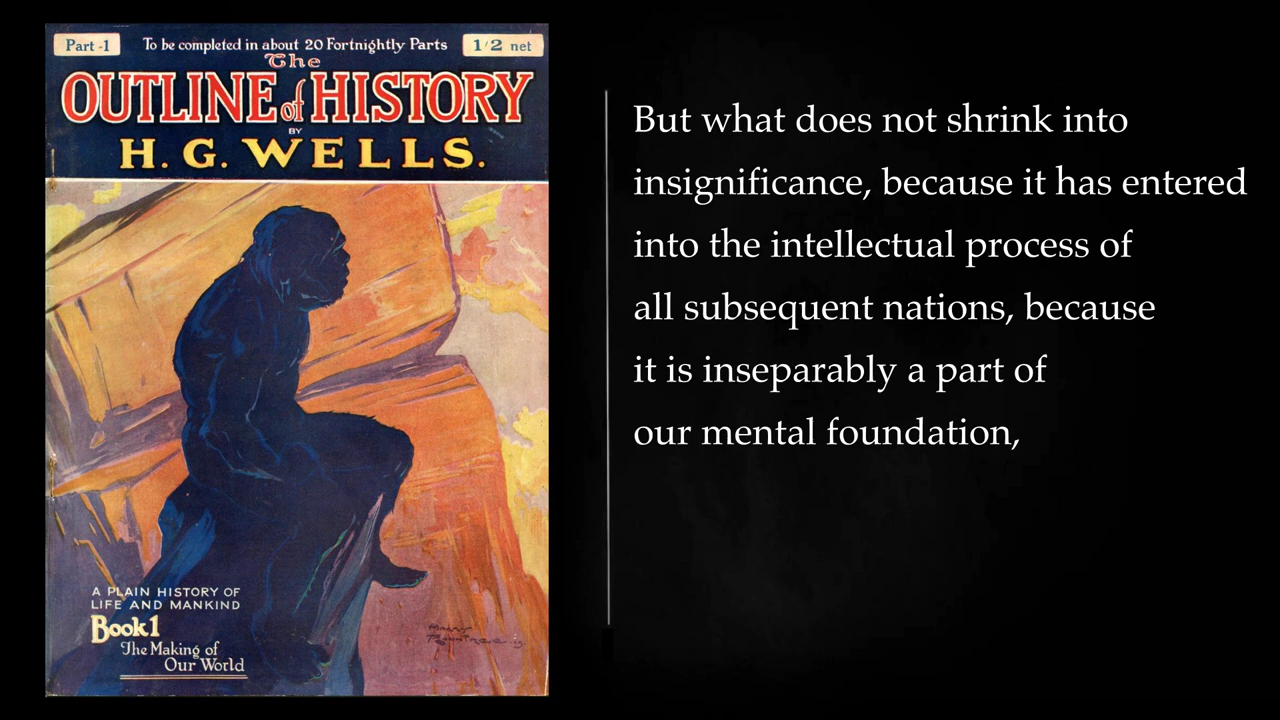 Part-1
To be completed in about 20 Fortnightly Parts
1/2 net
The
OUTLINE of HISTORY
BY
H. G. WELLS.
A PLAIN HISTORY OF
LIFE AND MANKIND
Book 1
The Making of
Our World
But what does not shrink into
insignificance, because it has entered
into the intellectual process of
all subsequent nations, because
it is inseparably a part of
our mental foundation,